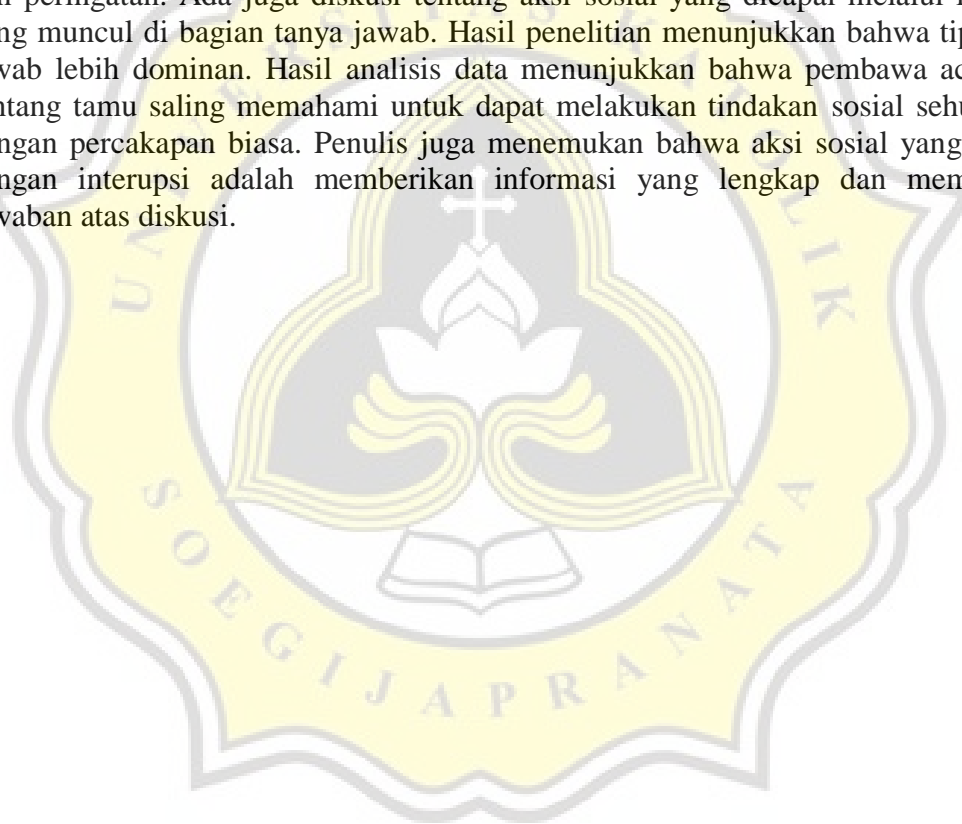 peringatan. Ada juga diskusi tentang aksi sosial yang dicapai melalui
ng muncul di bagian tanya jawab. Hasil penelitian menunjukkan bahwa tip
wab lebih dominan. Hasil analisis data menunjukkan bahwa pembawa ac
ntang tamu saling memahami untuk dapat melakukan tindakan sosial sehu
ngan percakapan biasa. Penulis juga menemukan bahwa aksi sosial yang
ngan interupsi adalah memberikan informasi yang lengkap dan mem
waban atas diskusi.
UNIVERSITAS KATOLIK
SOEGIJAPRANATA